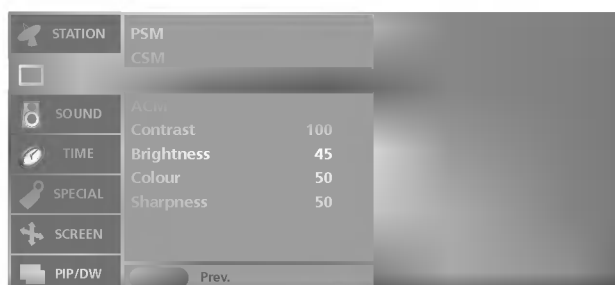 STATION
PSM
CSM
SOUND
ACM
Contrast 100
TIME
Brightness 45
Colour 50
SPECIAL
Sharpness 50
SCREEN
PIP/DW
Prev.